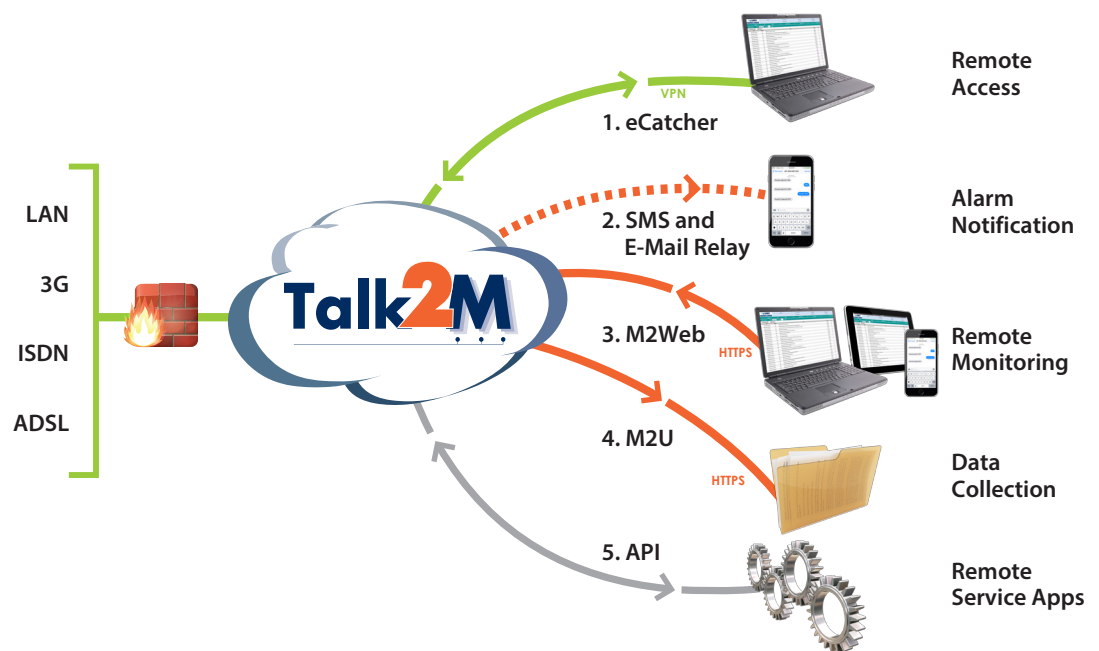 LAN
3G
ISDN
ADSL
Talk2M
VPN
1. eCatcher
Remote
Access
2. SMS and
E-Mail Relay
Alarm
Notification
3. M2Web
HTTPS
Remote
Monitoring
4. M2U
HTTPS
Data
Collection
5. API
Remote
Service Apps